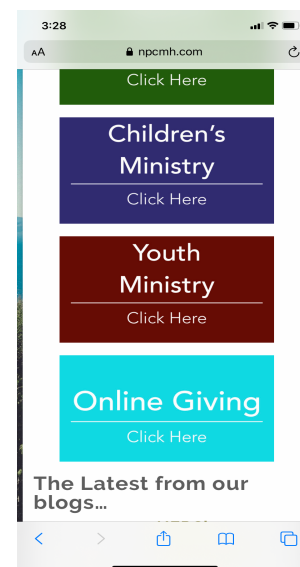 3:28
AA npcmh.com
Click Here
Children's
Ministry
Click Here
Youth
Ministry
Click Here
Online Giving
Click Here
The Latest from our
blogs...